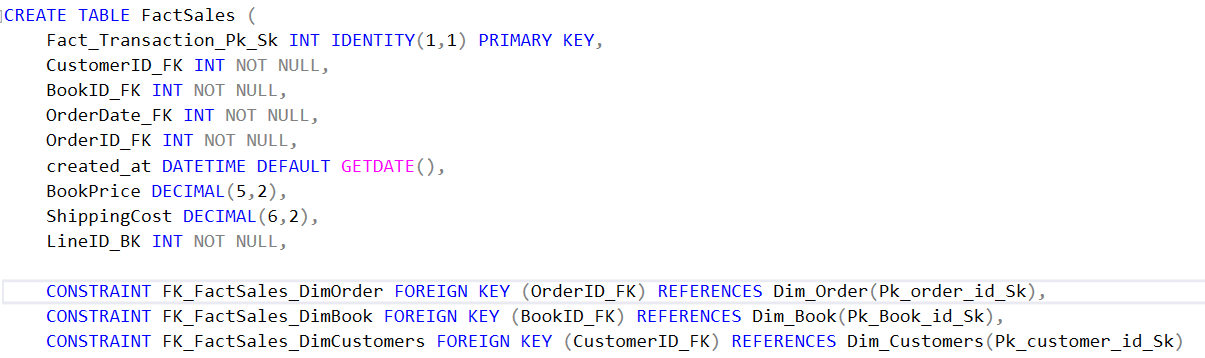 CREATE TABLE FactSales (
Fact_Transaction_Pk_Sk INT IDENTITY(1,1) PRIMARY KEY,
CustomerID_FK INT NOT NULL,
BookID_FK INT NOT NULL,
OrderDate_FK INT NOT NULL,
OrderID_FK INT NOT NULL,
created_at DATETIME DEFAULT GETDATE(),
BookPrice DECIMAL(5,2),
ShippingCost DECIMAL(6,2),
LineID_BK INT NOT NULL,
CONSTRAINT FK_FactSales_DimOrder FOREIGN KEY (OrderID_FK) REFERENCES Dim_Order(Pk_order_id_Sk),
CONSTRAINT FK_FactSales_DimBook FOREIGN KEY (BookID_FK) REFERENCES Dim_Book(Pk_Book_id_Sk),
CONSTRAINT FK_FactSales_DimCustomers FOREIGN KEY (CustomerID_FK) REFERENCES Dim_Customers(Pk_customer_id_Sk)